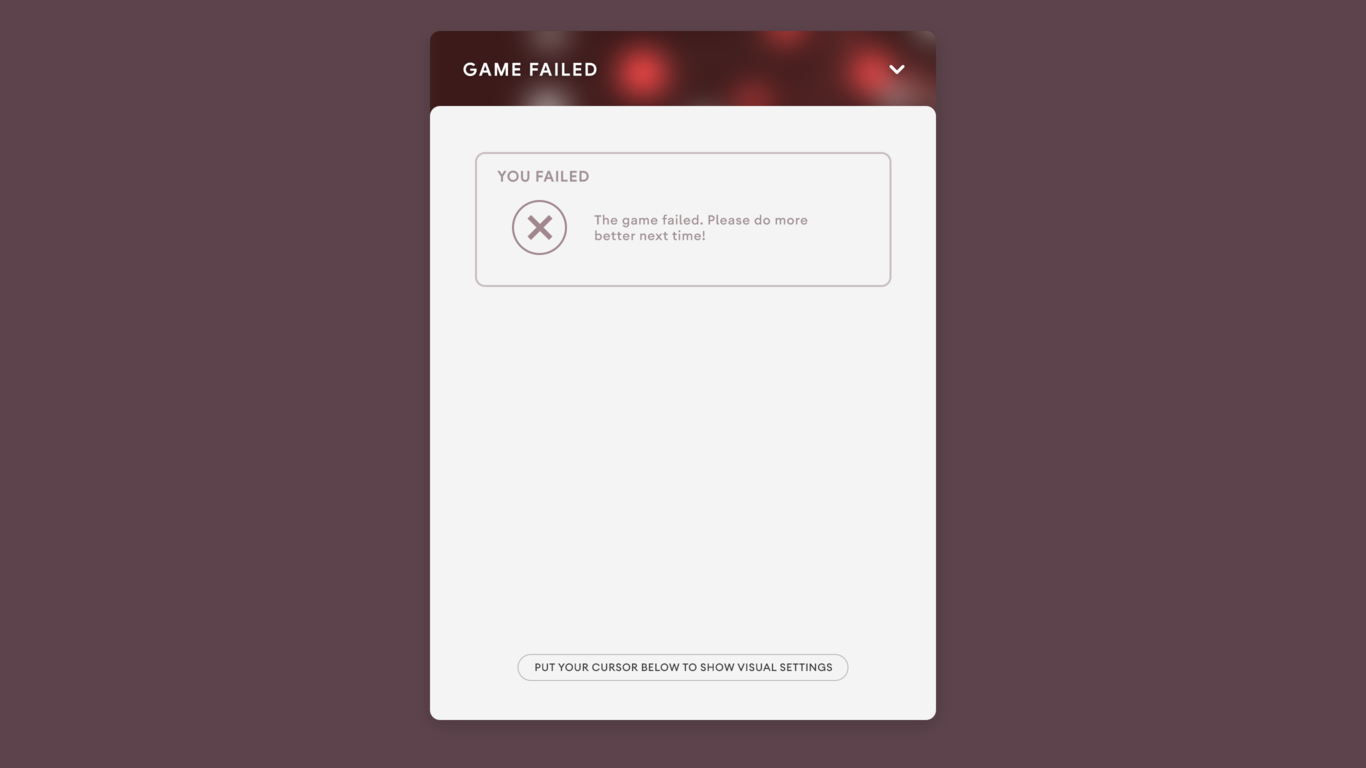 GAME FAILED
YOU FAILED
The game failed. Please do more
better next time!
PUT YOUR CURSOR BELOW TO SHOW VISUAL SETTINGS